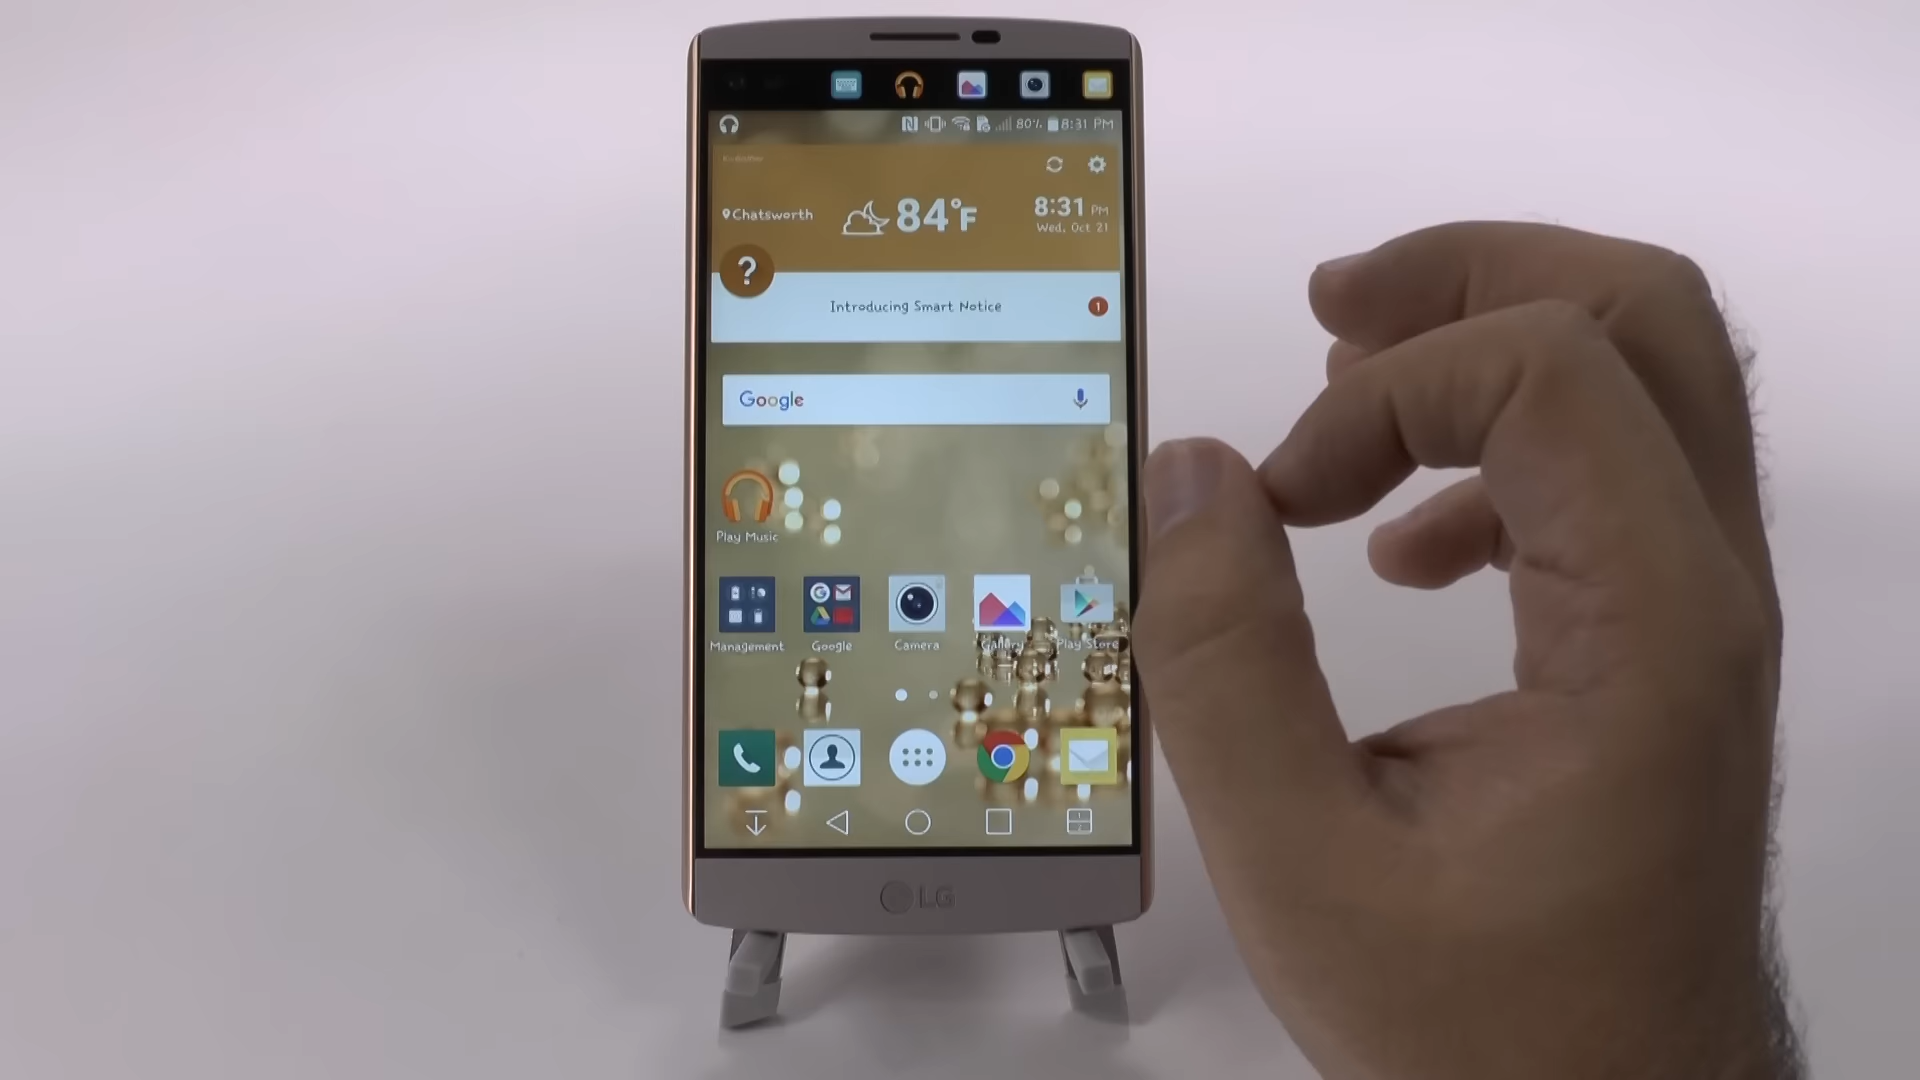 80% 8:31 PM
Chatsworth
84°F
8:31 PM
Wed, Oct 21
?
Introducing Smart Notice
1
Google
Play Music
Management
Google
Camera
Gallery
Play Store
LG